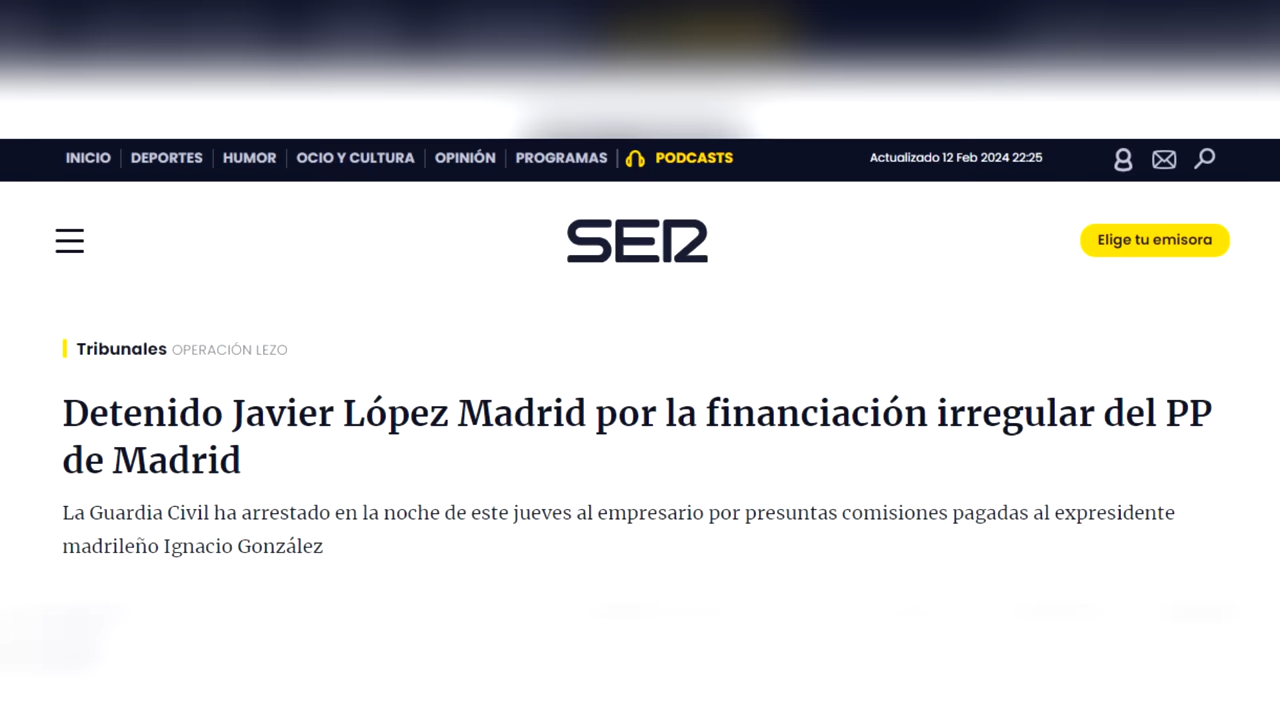 INICIO DEPORTES HUMOR OCIO Y CULTURA OPINIÓN PROGRAMAS PODCASTS Actualizado 12 Feb 2024 22:25
SER Elige tu emisora
Tribunales OPERACIÓN LEZO
Detenido Javier López Madrid por la financiación irregular del PP
de Madrid
La Guardia Civil ha arrestado en la noche de este jueves al empresario por presuntas comisiones pagadas al expresidente
madrileño Ignacio González